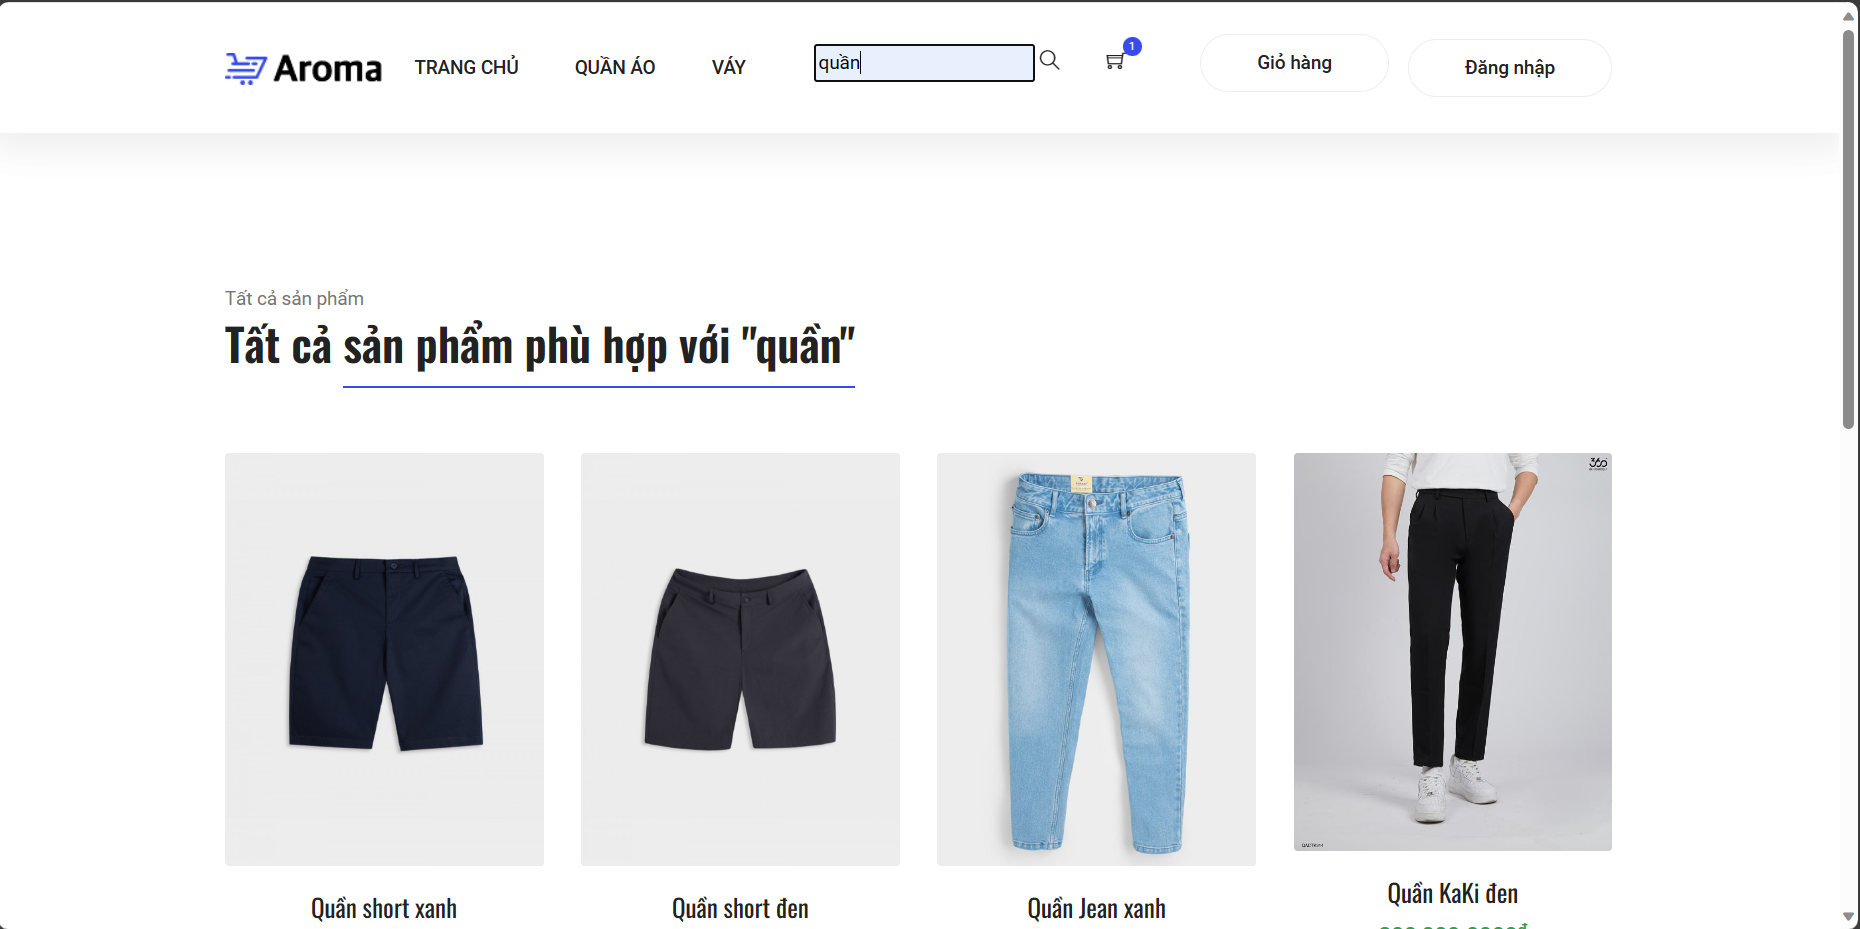 Aroma
TRANG CHỦ
QUẦN ÁO
VÁY
quần
1
Giỏ hàng
Đăng nhập
Tất cả sản phẩm
Tất cả sản phẩm phù hợp với "quần"
360
Quần short xanh
Quần short đen
Quần Jean xanh
Quần KaKi đen